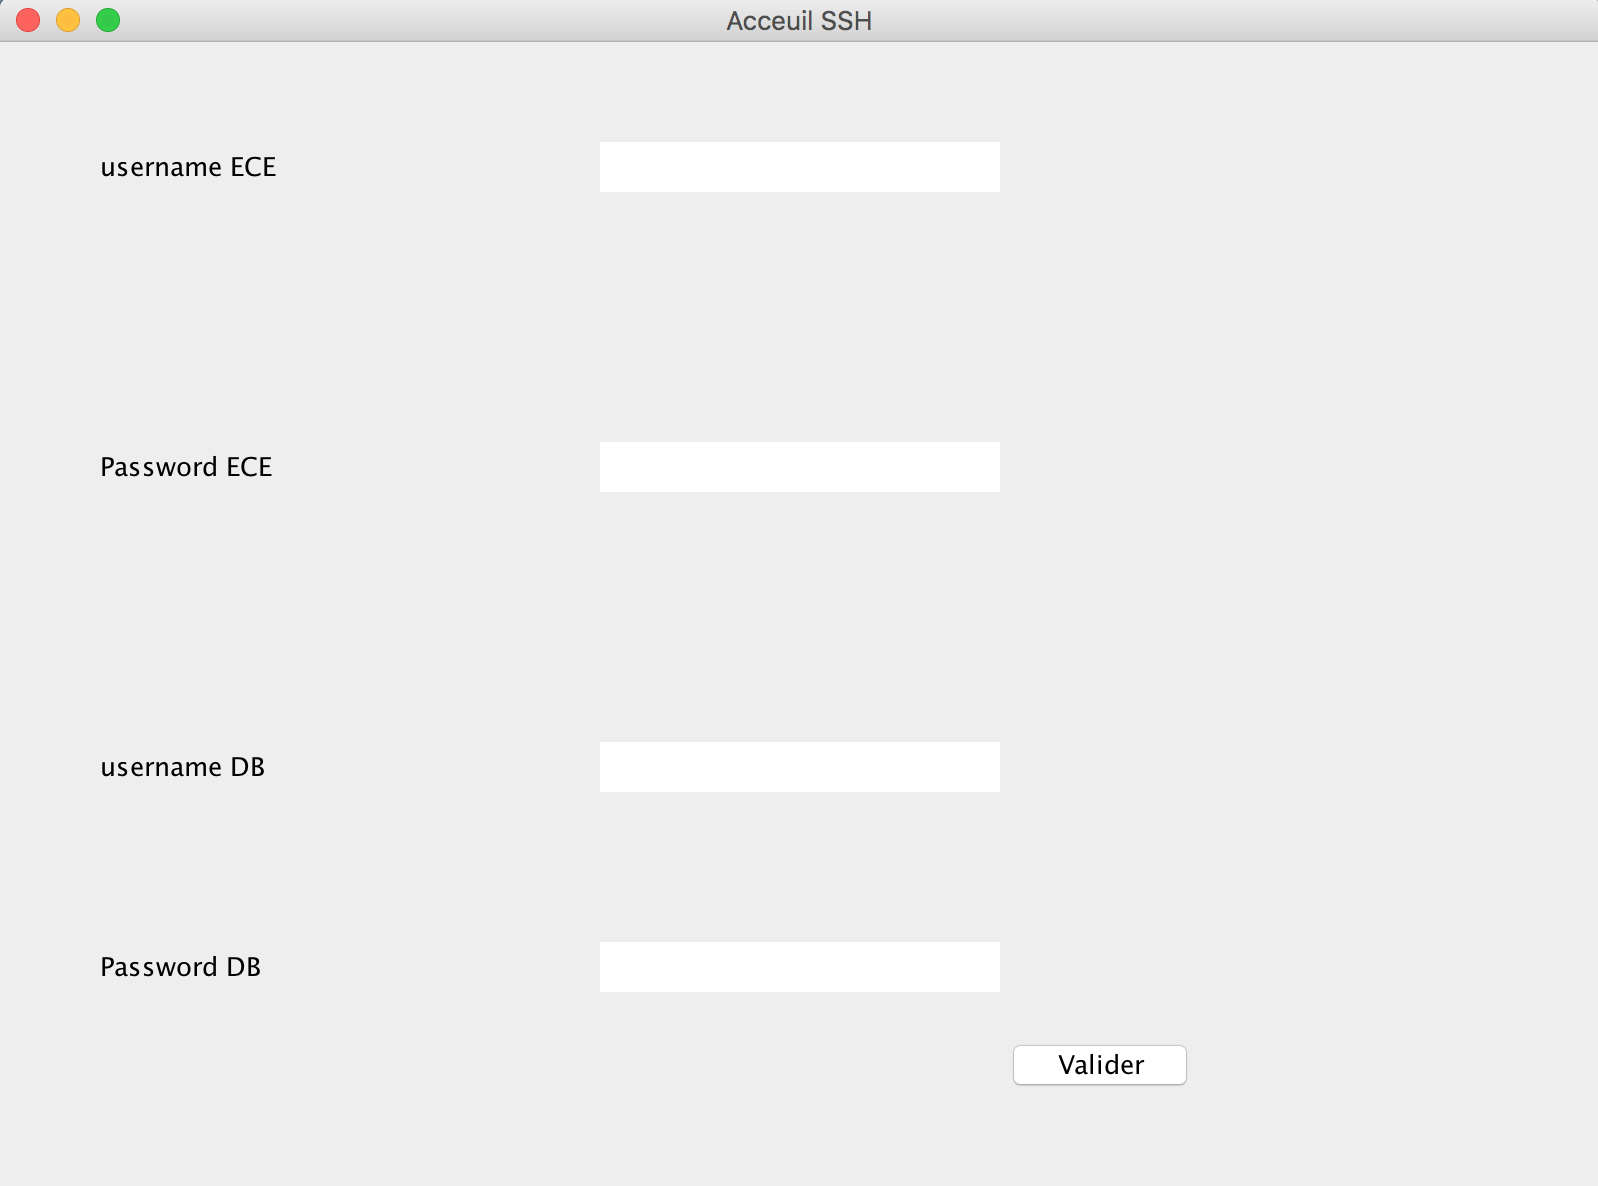 Acceuil SSH
username ECE
Password ECE
username DB
Password DB
Valider